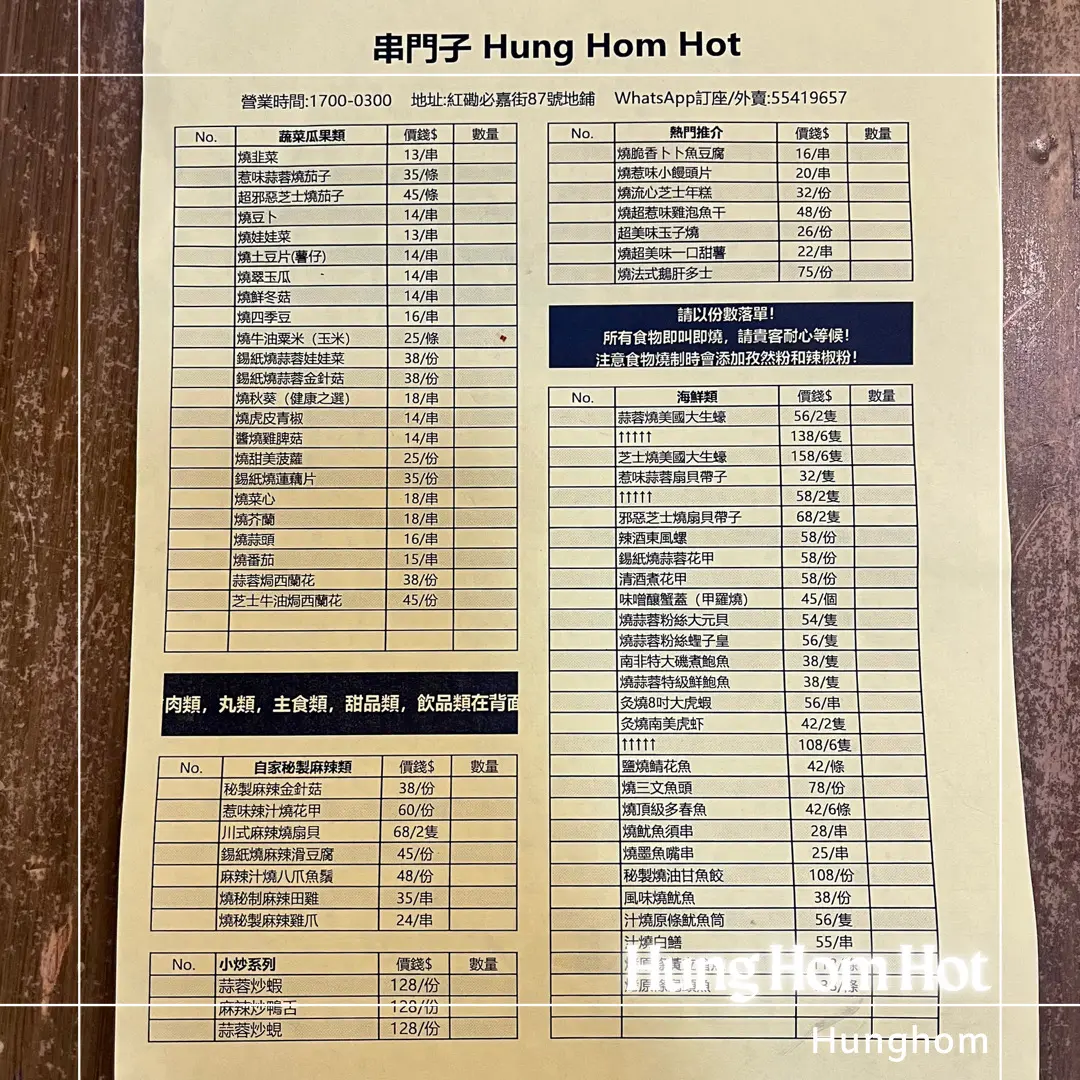 串門子 Hung Hom Hot
營業時間:1700-0300 地址:紅磡必嘉街87號地鋪 WhatsApp訂座/外賣:55419657
No. 蔬菜瓜果類 價錢$ 數量
燒韭菜 13/串
惹味蒜蓉燒茄子 35/條
超邪惡芝士燒茄子 45/條
燒豆卜 14/串
燒娃娃菜 13/串
燒土豆片(薯仔) 14/串
燒翠玉瓜 14/串
燒鮮冬菇 14/串
燒四季豆 16/串
燒牛油粟米（玉米） 25/條
錫紙燒蒜蓉娃娃菜 38/份
錫紙燒蒜蓉金針菇 38/份
燒秋葵（健康之選） 18/串
燒虎皮青椒 14/串
醬燒雞脾菇 14/串
燒甜美菠蘿 25/份
錫紙燒蓮藕片 35/份
燒菜心 18/串
燒芥蘭 18/串
燒蒜頭 16/串
燒番茄 15/串
蒜蓉焗西蘭花 38/份
芝士牛油焗西蘭花 45/份
肉類，丸類，主食類，甜品類，飲品類在背面
No. 自家秘製麻辣類 價錢$ 數量
秘製麻辣金針菇 38/份
惹味辣汁燒花甲 60/份
川式麻辣燒扇貝 68/2隻
錫紙燒麻辣滑豆腐 45/份
麻辣汁燒八爪魚鬚 48/份
燒秘制麻辣田雞 35/串
燒秘製麻辣雞爪 24/串
No. 小炒系列 價錢$ 數量
蒜蓉炒蝦 128/份
麻辣炒鴨舌 128/份
蒜蓉炒蜆 128/份
No. 熱門推介 價錢$ 數量
燒脆香卜卜魚豆腐 16/串
燒惹味小饅頭片 20/串
燒流心芝士年糕 32/份
燒超惹味雞泡魚干 48/份
超美味玉子燒 26/份
燒超美味一口甜薯 22/串
燒法式鵝肝多士 75/份
請以份數落單！
所有食物即叫即燒，請貴客耐心等候！
注意食物燒制時會添加孜然粉和辣椒粉！
No. 海鮮類 價錢$ 數量
蒜蓉燒美國大生蠔 56/2隻
↑↑↑↑↑ 138/6隻
芝士燒美國大生蠔 158/6隻
惹味蒜蓉扇貝帶子 32/隻
↑↑↑↑↑ 58/2隻
邪惡芝士燒扇貝帶子 68/2隻
辣酒東風螺 58/份
錫紙燒蒜蓉花甲 58/份
清酒煮花甲 58/份
味噌釀蟹蓋（甲羅燒） 45/個
燒蒜蓉粉絲大元貝 54/隻
燒蒜蓉粉絲蟶子皇 56/隻
南非特大磯煮鮑魚 38/隻
燒蒜蓉特級鮮鮑魚 38/隻
灸燒8吋大虎蝦 56/串
灸燒南美虎虾 42/2隻
↑↑↑↑↑ 108/6隻
鹽燒鯖花魚 42/條
燒三文魚頭 78/份
燒頂級多春魚 42/6條
燒魷魚須串 28/串
燒墨魚嘴串 25/串
秘製燒油甘魚鮫 108/份
風味燒魷魚 38/份
汁燒原條魷魚筒 56/隻
汁燒白鱔 55/串
Hung Hom Hot
Hunghom